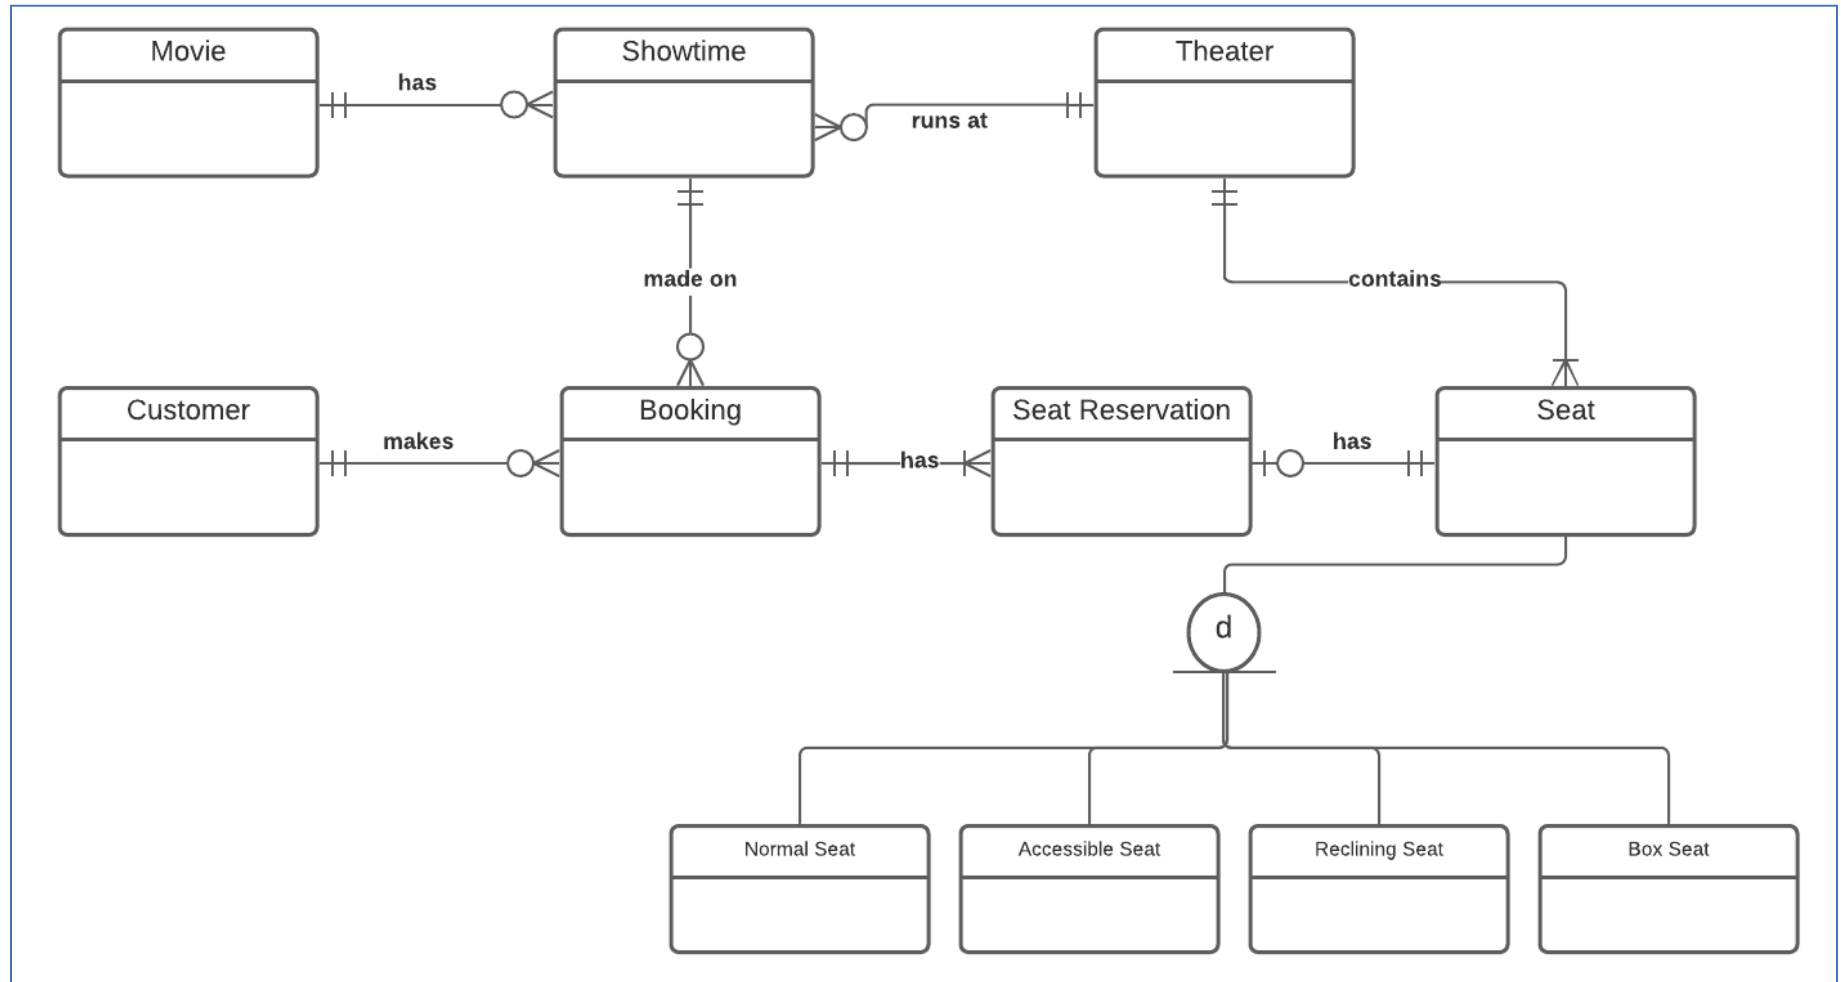 Movie
has
Showtime
runs at
Theater
made on
contains
Customer
makes
Booking
has
Seat Reservation
has
Seat
d
Normal Seat
Accessible Seat
Reclining Seat
Box Seat